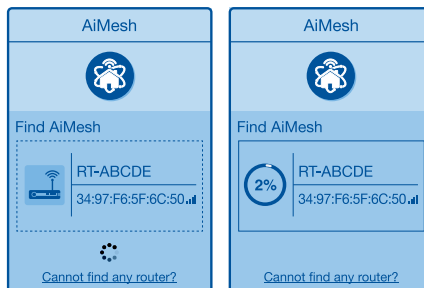 AiMesh
Find AiMesh
RT-ABCDE
34:97:F6:5F:6C:50
Cannot find any router?
AiMesh
Find AiMesh
2%
RT-ABCDE
34:97:F6:5F:6C:50
Cannot find any router?